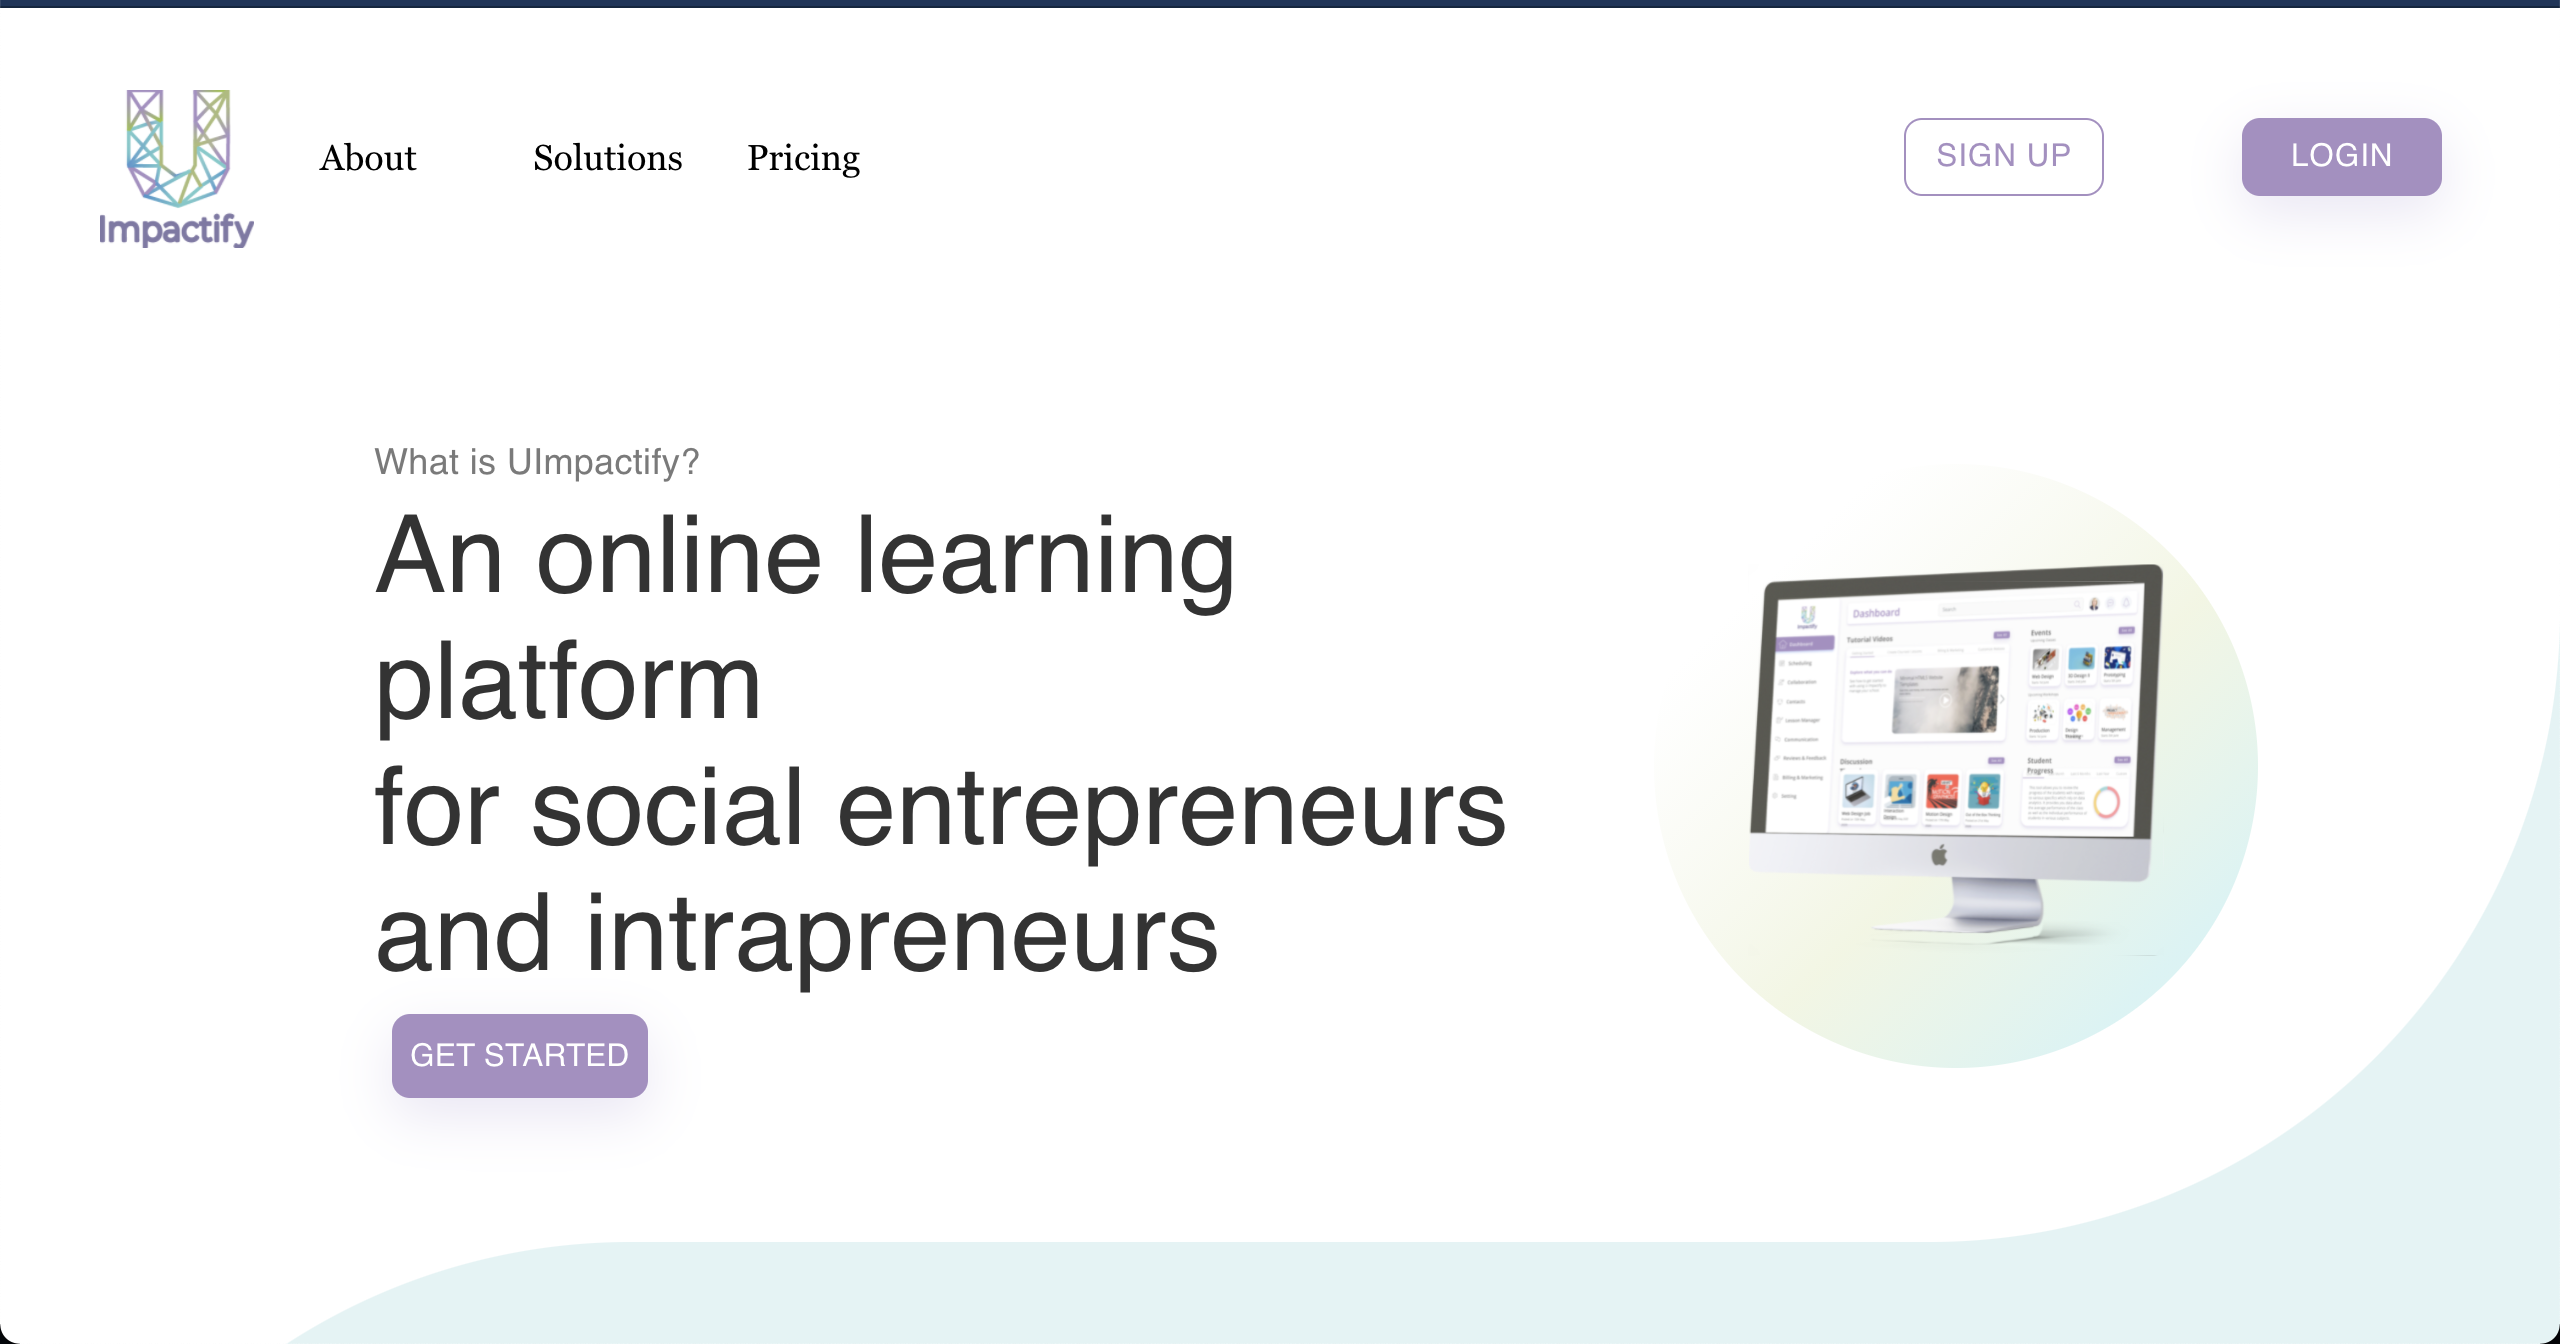 Impactify
About
Solutions
Pricing
SIGN UP
LOGIN
What is UImpactify?
An online learning
platform
for social entrepreneurs
and intrapreneurs
GET STARTED
Dashboard
Tutorial Videos
Events
Discussion
Student
Progress